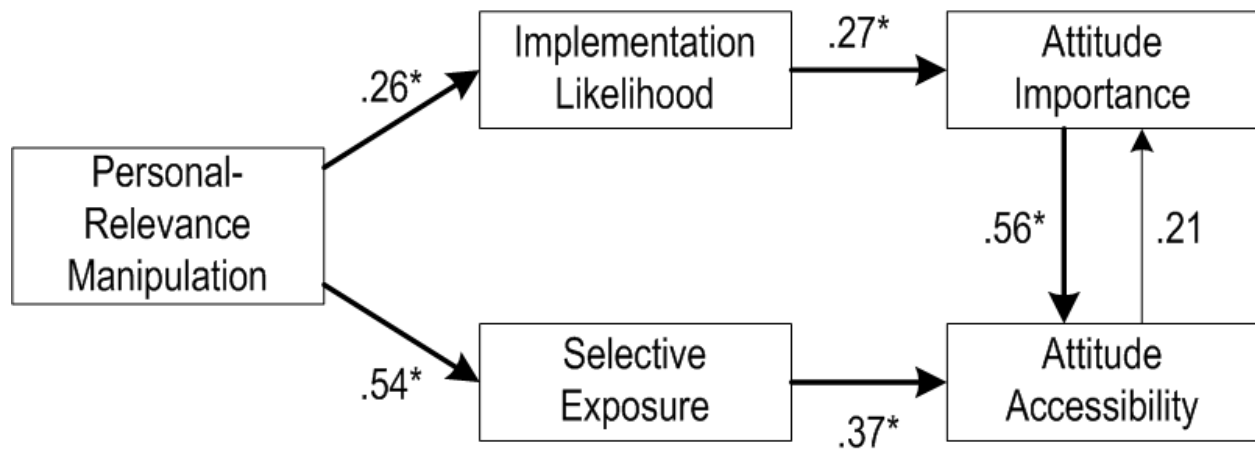 Implementation
Likelihood
.27*
Attitude
Importance
.26*
Personal-
Relevance
Manipulation
.56*
.21
.54*
Selective
Exposure
.37*
Attitude
Accessibility